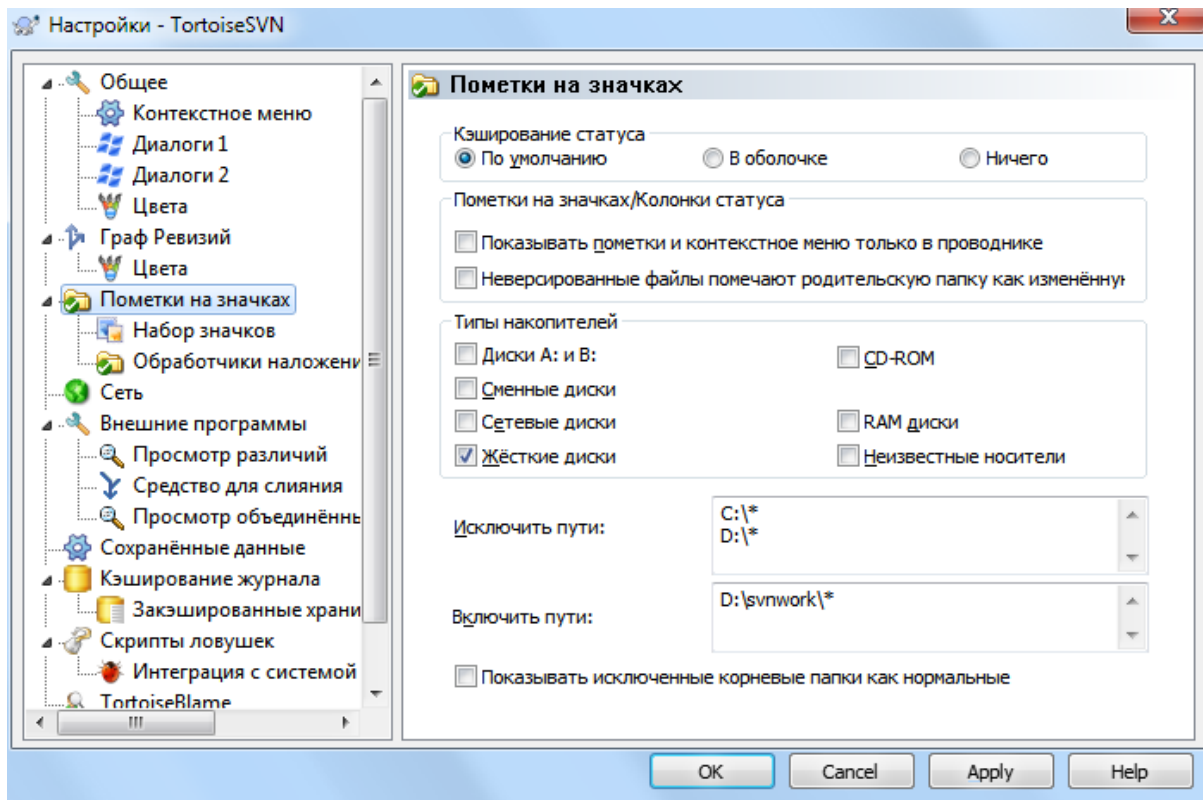 Настройки - TortoiseSVN
Общее
Контекстное меню
Диалоги 1
Диалоги 2
Цвета
Граф Ревизий
Цвета
Пометки на значках
Набор значков
Обработчики наложени
Сеть
Внешние программы
Просмотр различий
Средство для слияния
Просмотр объединённь
Сохранённые данные
Кэширование журнала
Закэшированные храни
Скрипты ловушек
Интеграция с системой
TortoiseBlame
Пометки на значках
Кэширование статуса
По умолчанию В оболочке Ничего
Пометки на значках/Колонки статуса
Показывать пометки и контекстное меню только в проводнике
Неверсированные файлы помечают родительскую папку как изменённую
Типы накопителей
Диски A: и B: CD-ROM
Сменные диски
Сетевые диски RAM диски
Жёсткие диски Неизвестные носители
Исключить пути:
C:\*
D:\*
Включить пути:
D:\svnwork\*
Показывать исключенные корневые папки как нормальные
OK Cancel Apply Help